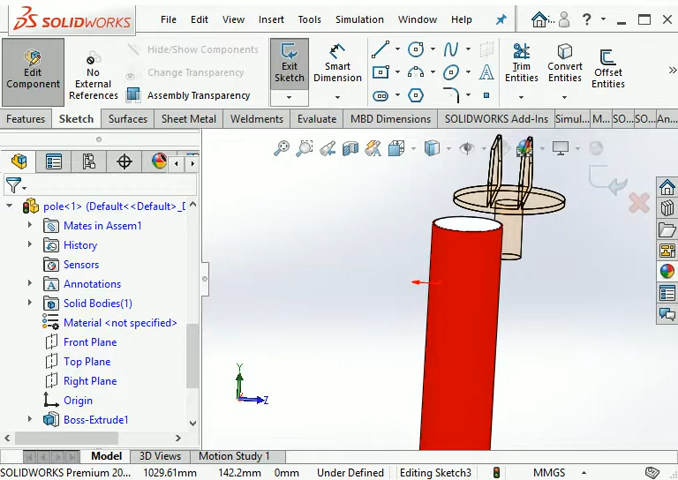 SOLIDWORKS File Edit View Insert Tools Simulation Window Help
Edit Component
No External References
Hide/Show Components
Change Transparency
Assembly Transparency
Exit Sketch
Smart Dimension
Trim Entities
Convert Entities
Offset Entities
Features Sketch Surfaces Sheet Metal Weldments Evaluate MBD Dimensions SOLIDWORKS Add-Ins Simul... M... SO... SO... An...
pole<1> (Default<<Default>_D
Mates in Assem1
History
Sensors
Annotations
Solid Bodies(1)
Material <not specified>
Front Plane
Top Plane
Right Plane
Origin
Boss-Extrude1
Y
Z
Model 3D Views Motion Study 1
SOLIDWORKS Premium 20... 1029.61mm 142.2mm 0mm Under Defined Editing Sketch3 MMGS